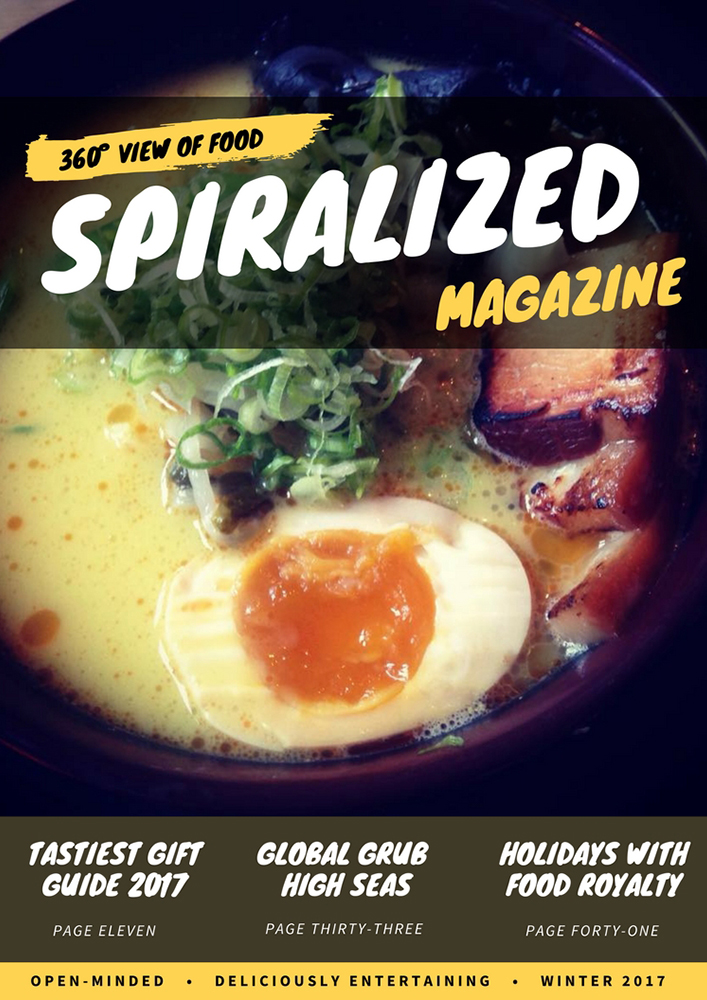 360° VIEW OF FOOD
SPIRALIZED
MAGAZINE
TASTIEST GIFT
GUIDE 2017
PAGE ELEVEN
GLOBAL GRUB
HIGH SEAS
PAGE THIRTY-THREE
HOLIDAYS WITH
FOOD ROYALTY
PAGE FORTY-ONE
OPEN-MINDED • DELICIOUSLY ENTERTAINING • WINTER 2017